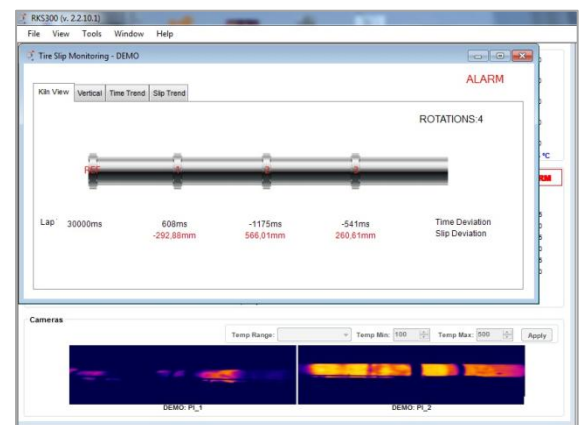 RKS300 (v. 2.2.10.1)
File View Tools Window Help
Tire Slip Monitoring - DEMO
ALARM
Kiln View Vertical Time Trend Slip Trend
ROTATIONS:4
°C
REF
Lap 30000ms 608ms -1175ms -541ms Time Deviation
-292,88mm 566,01mm 260,61mm Slip Deviation
Cameras
Temp Range: Temp Min: 100 Temp Max: 500 Apply
DEMO: PI_1 DEMO: PI_2